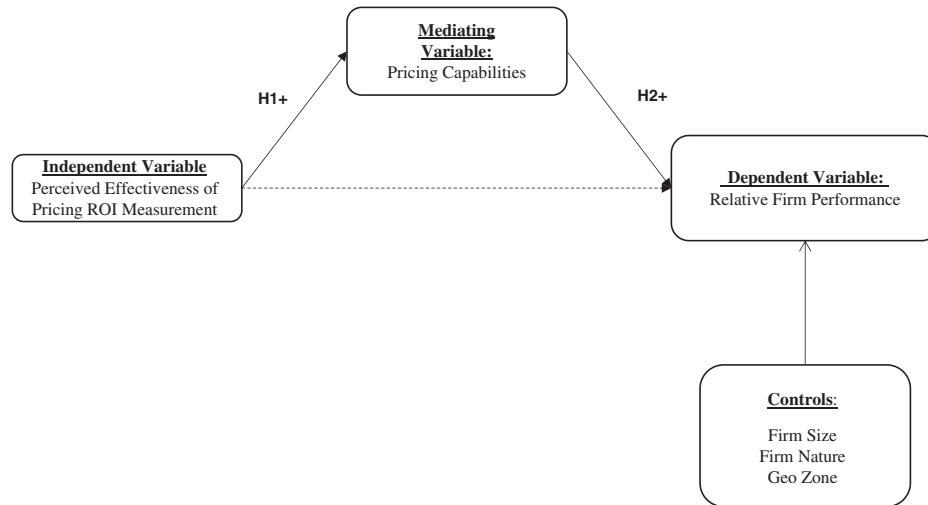 Mediating
Variable:
Pricing Capabilities
H1+
H2+
Independent Variable
Perceived Effectiveness of
Pricing ROI Measurement
Dependent Variable:
Relative Firm Performance
Controls:
Firm Size
Firm Nature
Geo Zone